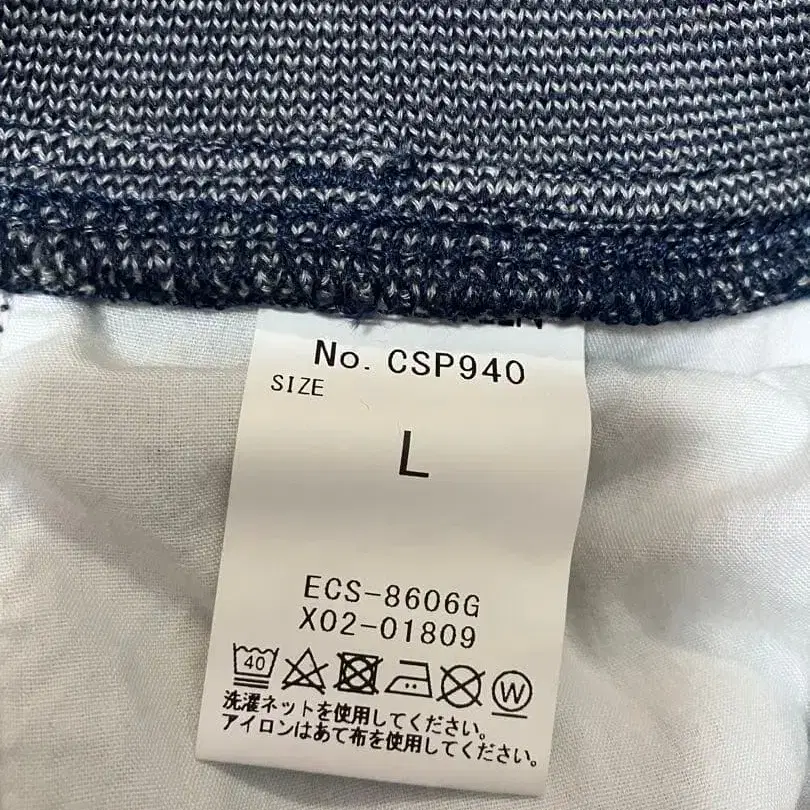 No. CSP940
SIZE
L
ECS-8606G
X02-01809
40 W
洗濯ネットを使用してください。
アイロンはあて布を使用してください。